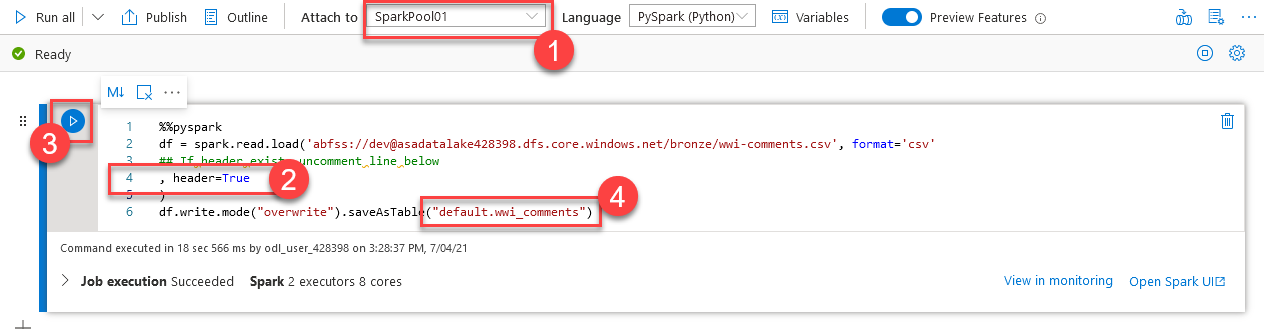 Run all Publish Outline Attach to SparkPool01 Language PySpark (Python) Variables Preview Features
1
Ready
M↓
3
1 %%pyspark
2 df = spark.read.load('abfss://dev@asadatalake428398.dfs.core.windows.net/bronze/wwi-comments.csv', format='csv'
3 ## If header exists uncomment line below
4 , header=True
2
5 )
4
6 df.write.mode("overwrite").saveAsTable("default.wwi_comments")
Command executed in 18 sec 566 ms by odl_user_428398 on 3:28:37 PM, 7/04/21
Job execution Succeeded Spark 2 executors 8 cores View in monitoring Open Spark UI